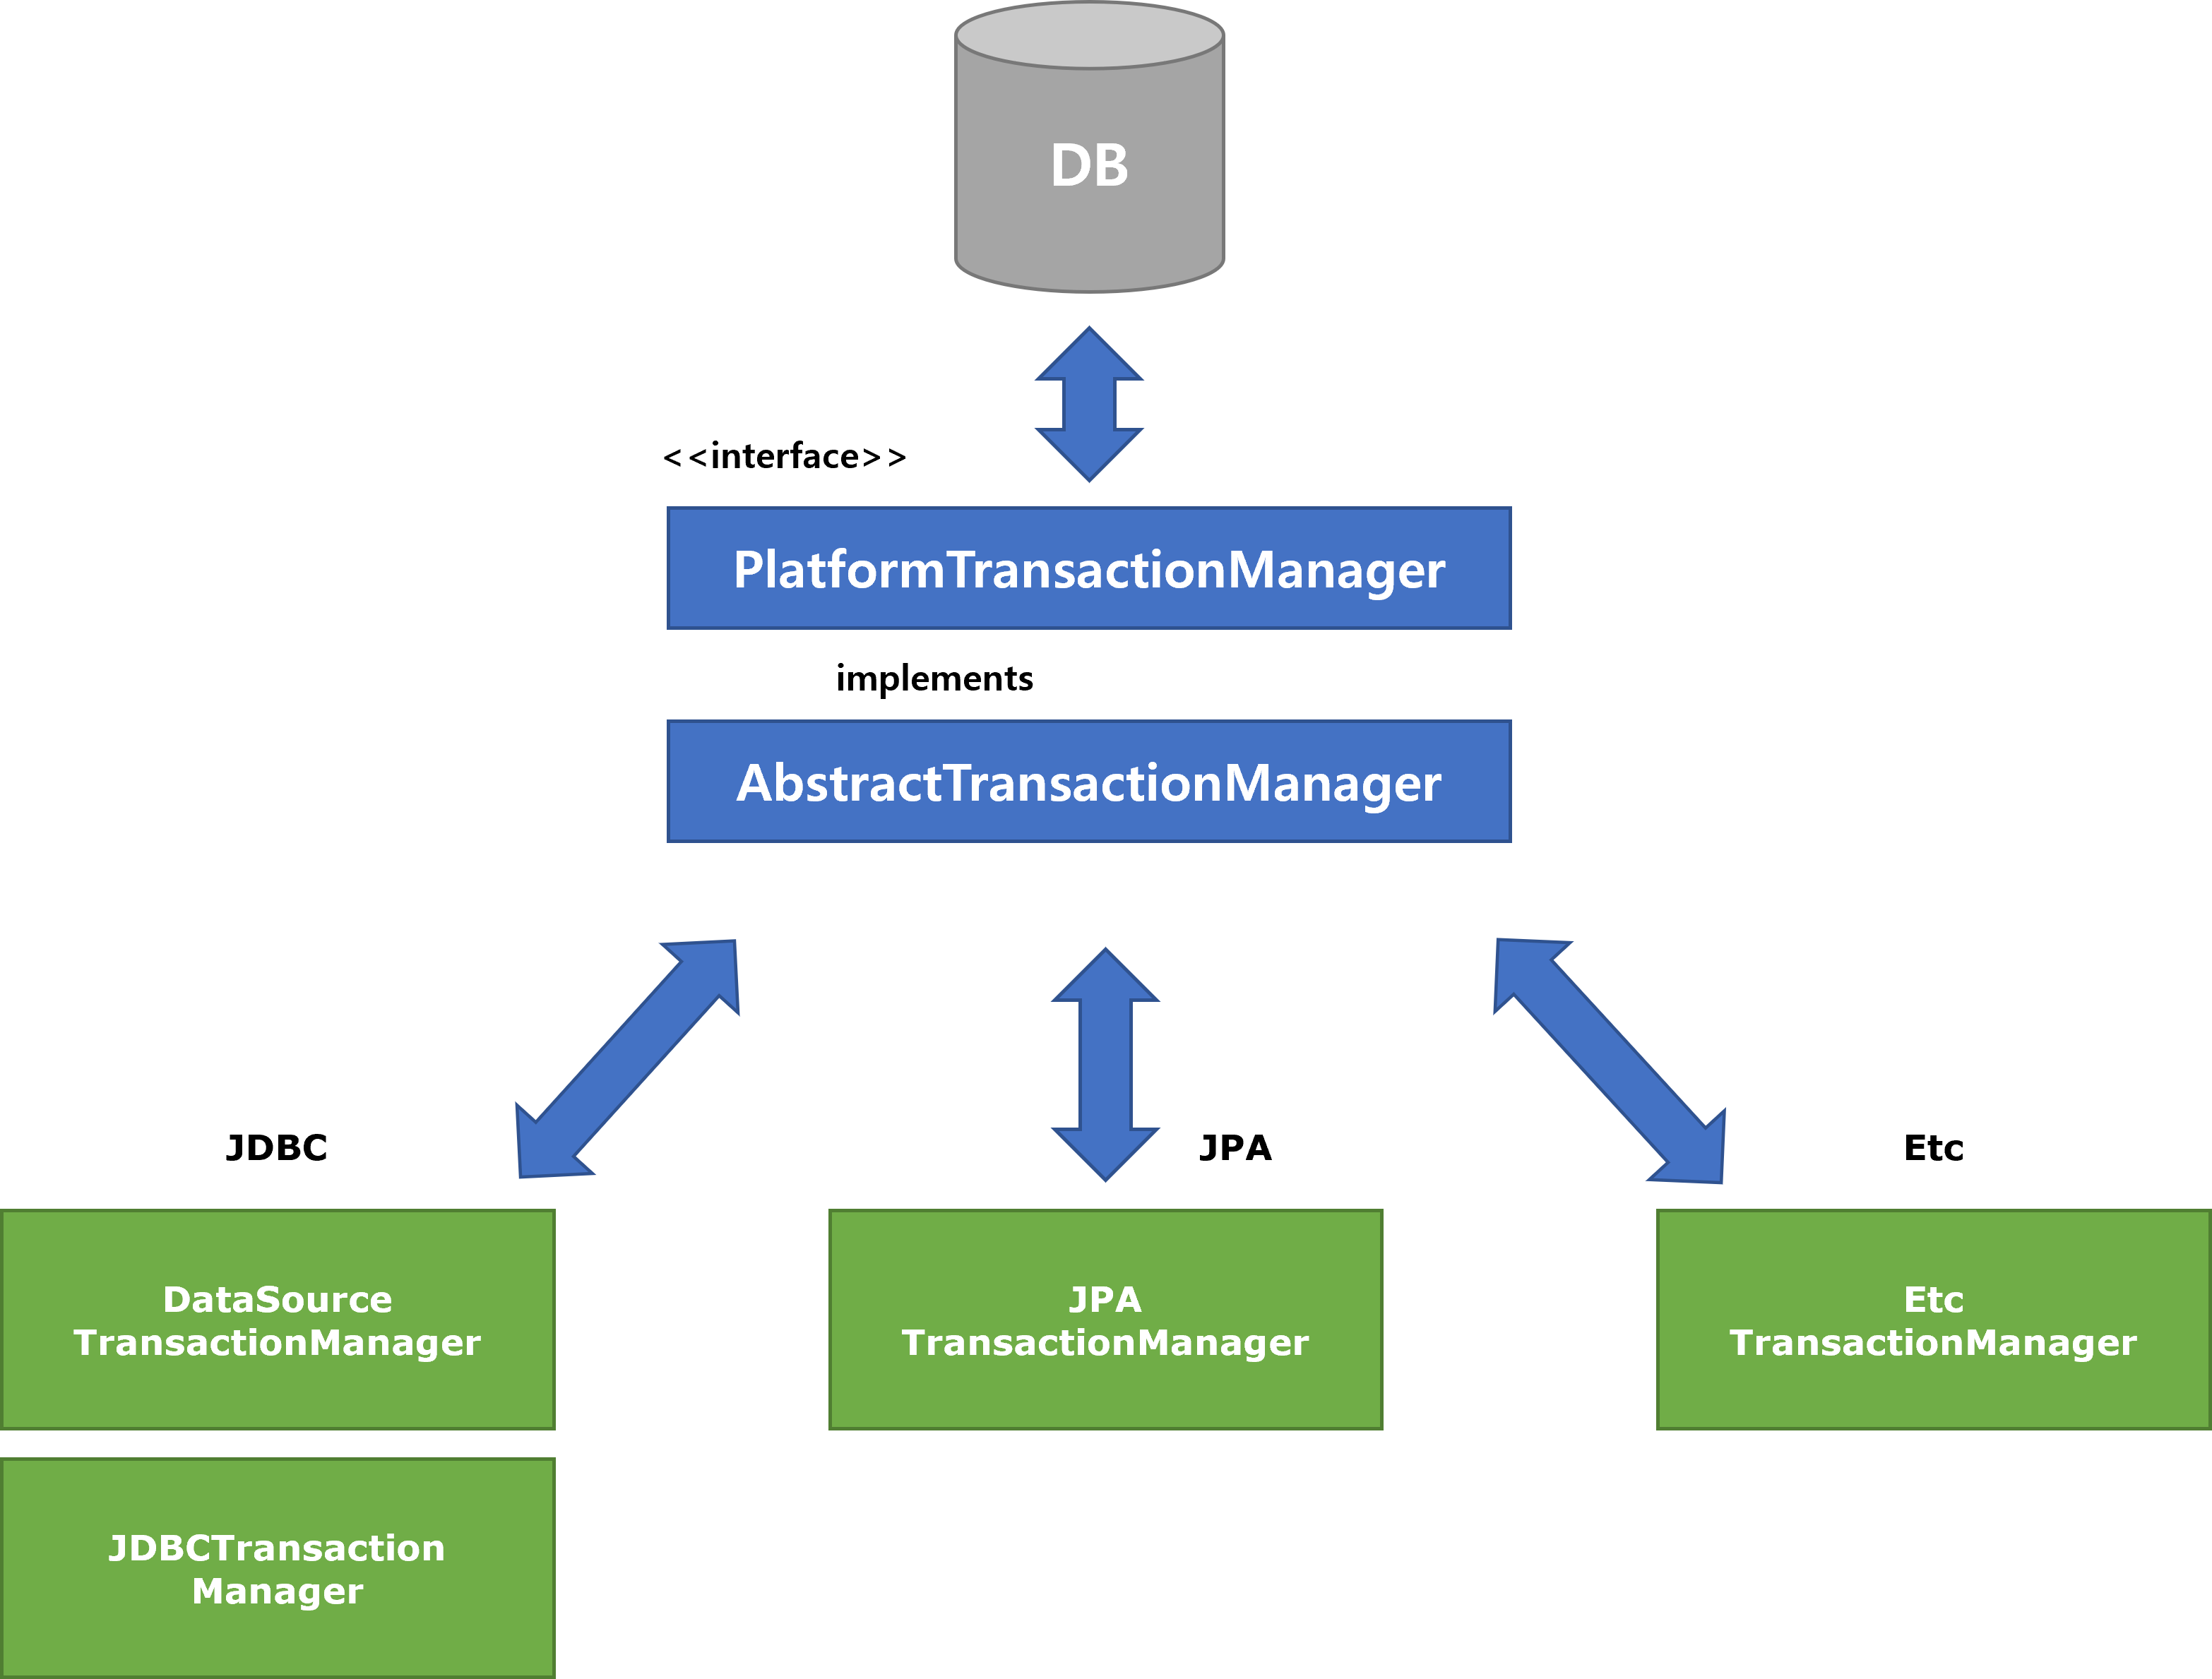 DB
<<interface>>
PlatformTransactionManager
implements
AbstractTransactionManager
JDBC
JPA
Etc
DataSource
TransactionManager
JPA
TransactionManager
Etc
TransactionManager
JDBCTransaction
Manager